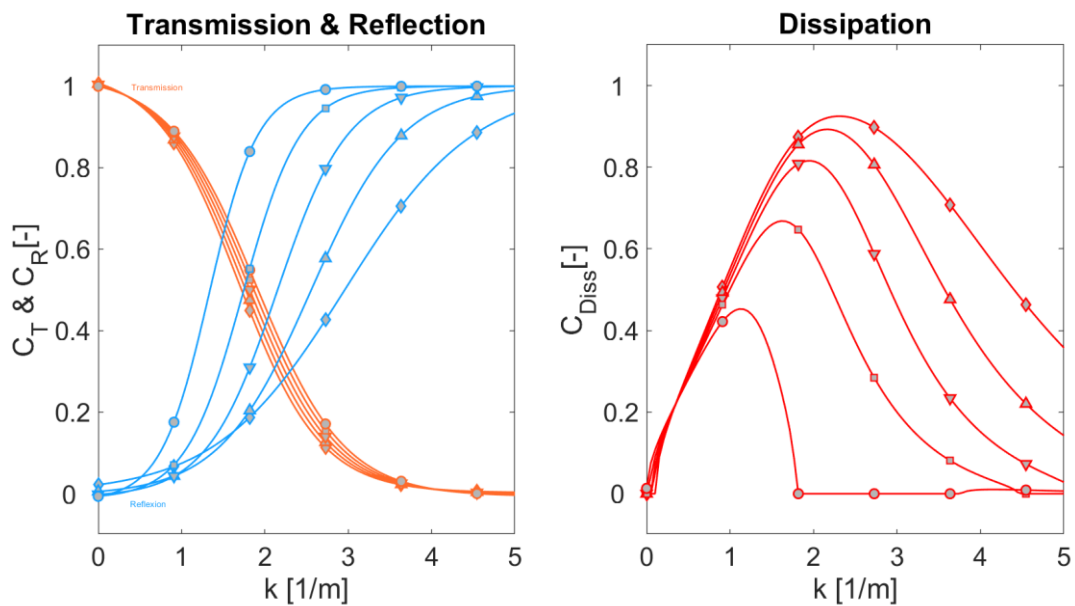 Transmission & Reflection
Dissipation
1
0.8
0.6
0.4
0.2
0
C_T & C_R[-]
Transmission
Reflexion
0 1 2 3 4 5
k [1/m]
1
0.8
0.6
0.4
0.2
0
C_Diss[-]
0 1 2 3 4 5
k [1/m]